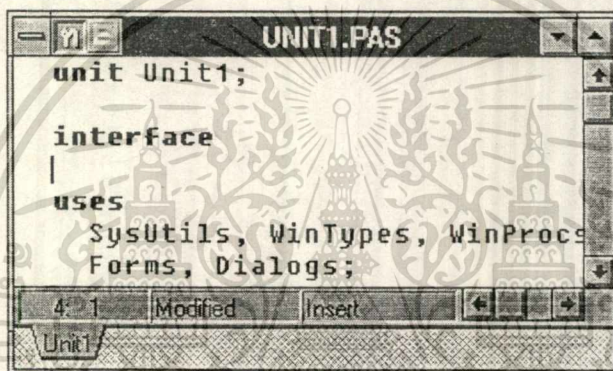 UNIT1.PAS
unit Unit1;
interface
uses
SysUtils, WinTypes, WinProcs
Forms, Dialogs;
4: 1 Modified Insert
Unit1